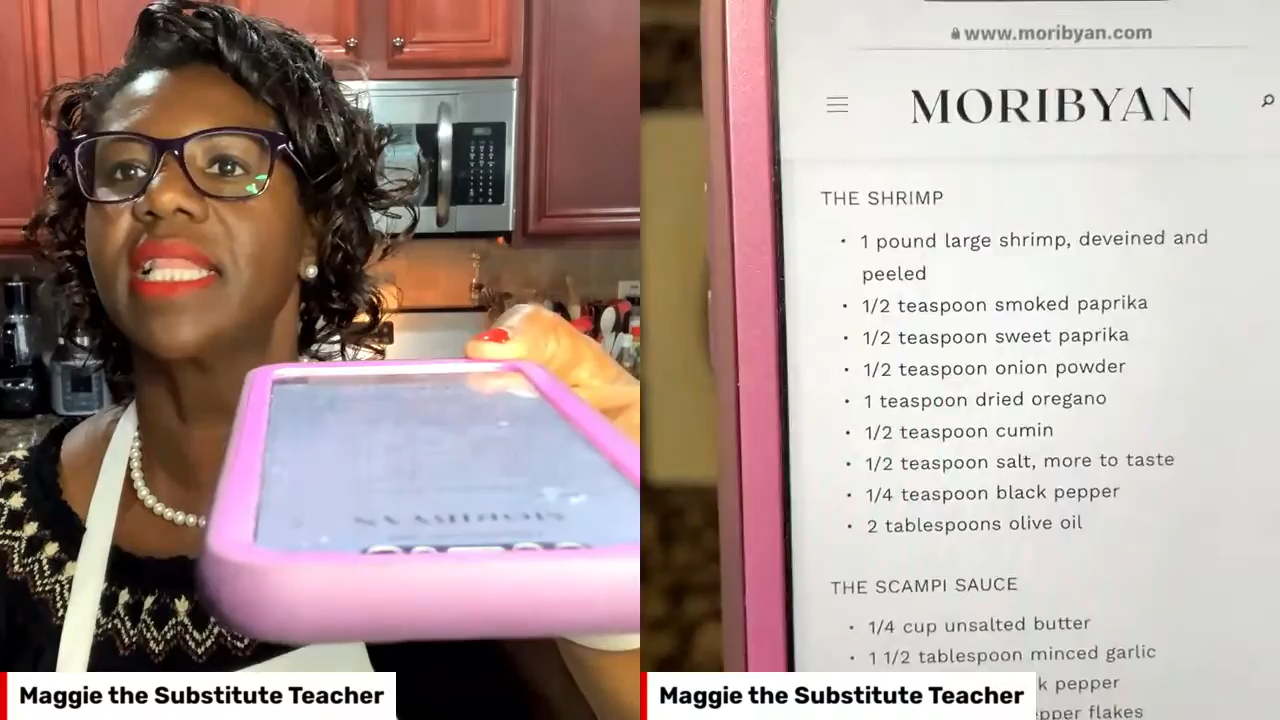 www.moribyan.com
MORIBYAN
THE SHRIMP
• 1 pound large shrimp, deveined and
peeled
• 1/2 teaspoon smoked paprika
• 1/2 teaspoon sweet paprika
• 1/2 teaspoon onion powder
• 1 teaspoon dried oregano
• 1/2 teaspoon cumin
• 1/2 teaspoon salt, more to taste
• 1/4 teaspoon black pepper
• 2 tablespoons olive oil
THE SCAMPI SAUCE
• 1/4 cup unsalted butter
• 1 1/2 tablespoon minced garlic
pepper
flakes
MORIBYAN
Maggie the Substitute Teacher
Maggie the Substitute Teacher